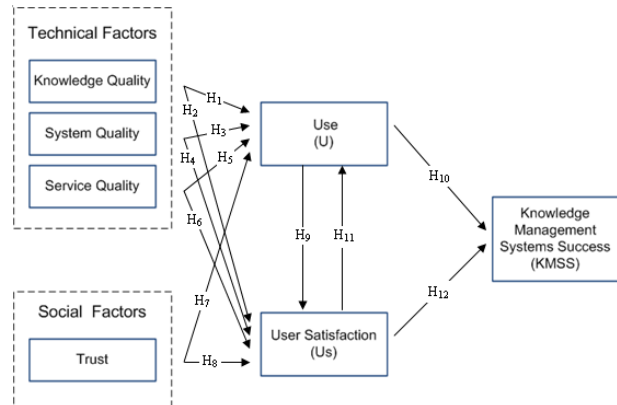 Technical Factors
Knowledge Quality
System Quality
Service Quality
H1
H2
H3
H4
H5
H6
H7
H8
Use
(U)
H9
H11
H10
H12
Knowledge
Management
Systems Success
(KMSS)
Social Factors
Trust
User Satisfaction
(Us)